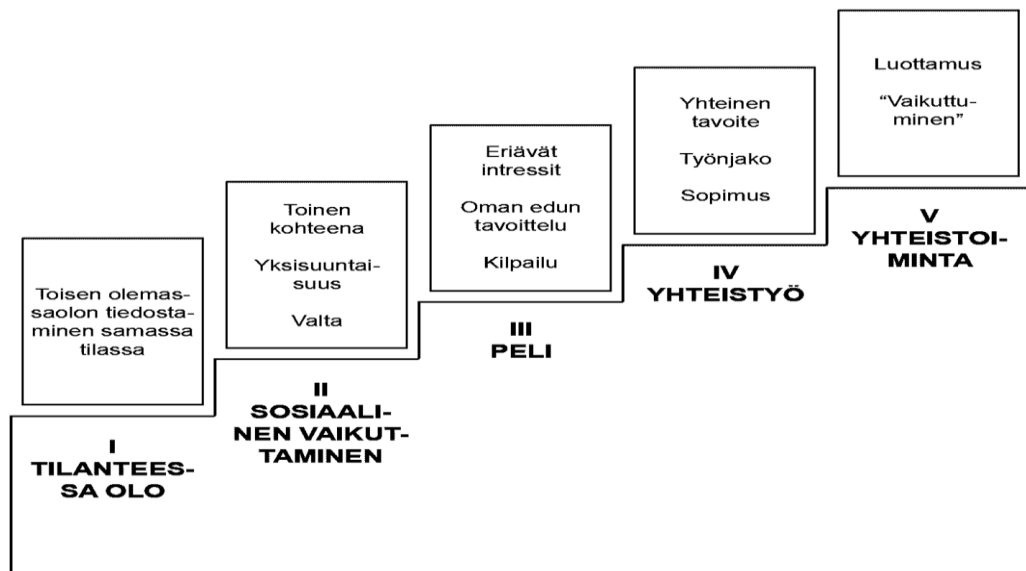 Toisen olemas-
saolon tiedosta-
minen samassa
tilassa
I
TILANTEES-
SA OLO
Toinen
kohteena
Yksisuuntai-
suus
Valta
II
SOSIAALI-
NEN VAIKUT-
TAMINEN
Eriävät
intressit
Oman edun
tavoittelu
Kilpailu
III
PELI
Yhteinen
tavoite
Työnjako
Sopimus
IV
YHTEISTYÖ
Luottamus
“Vaikuttu-
minen”
V
YHTEISTOI-
MINTA